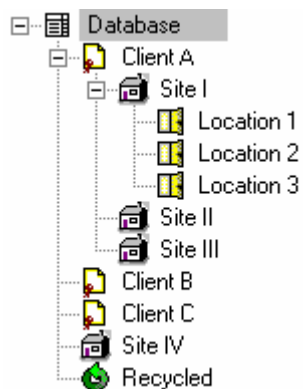 Database
Client A
Site I
Location 1
Location 2
Location 3
Site II
Site III
Client B
Client C
Site IV
Recycled